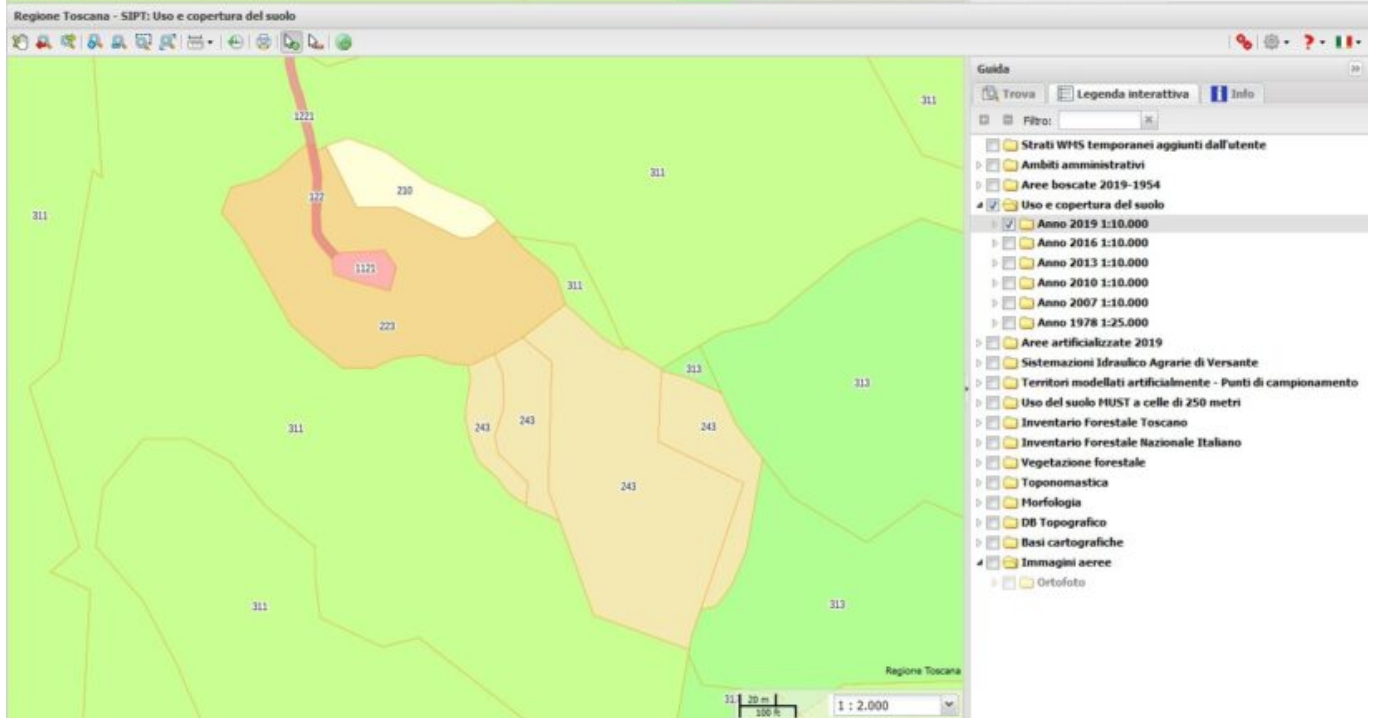 Regione Toscana - SIPT: Uso e copertura del suolo
Guida
Trova Legenda interattiva Info
Filtro:
Strati WMS temporanei aggiunti dall'utente
Ambiti amministrativi
Aree boscate 2019-1954
Uso e copertura del suolo
Anno 2019 1:10.000
Anno 2016 1:10.000
Anno 2013 1:10.000
Anno 2010 1:10.000
Anno 2007 1:10.000
Anno 1978 1:25.000
Aree artificializzate 2019
Sistemazioni Idraulico Agrarie di Versante
Territori modellati artificialmente - Punti di campionamento
Uso del suolo MUST a celle di 250 metri
Inventario Forestale Toscano
Inventario Forestale Nazionale Italiano
Vegetazione forestale
Toponomastica
Morfologia
DB Topografico
Basi cartografiche
Immagini aeree
Ortofoto
311
1221
311
210
122
311
1121
311
223
313
313
243
243
243
311
243
311
313
Regione Toscana
20 m
100 ft
1 : 2.000